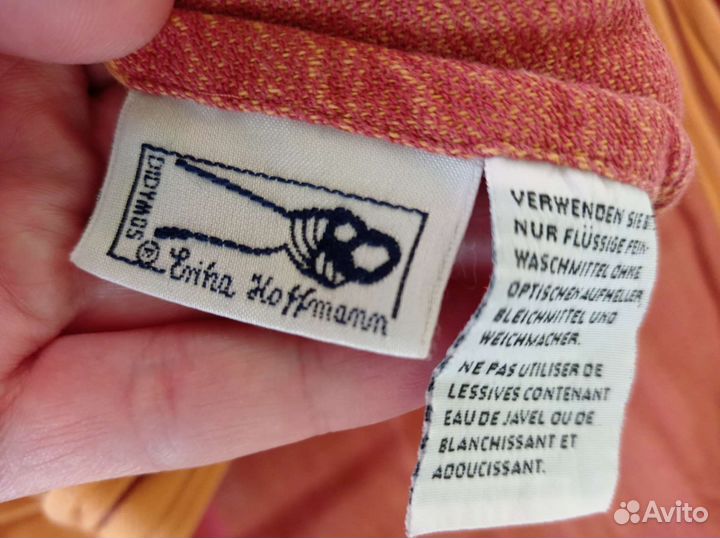 DIDYMOS
® Erika Hoffmann
VERWENDEN SIE
NUR FLÜSSIGE FEIN-
WASCHMITTEL OHNE
OPTISCHEN AUFHELLER,
BLEICHMITTEL UND
WEICHMACHER.
NE PAS UTILISER DE
LESSIVES CONTENANT
EAU DE JAVEL OU DE
BLANCHISSANT ET
ADOUCISSANT.
Avito